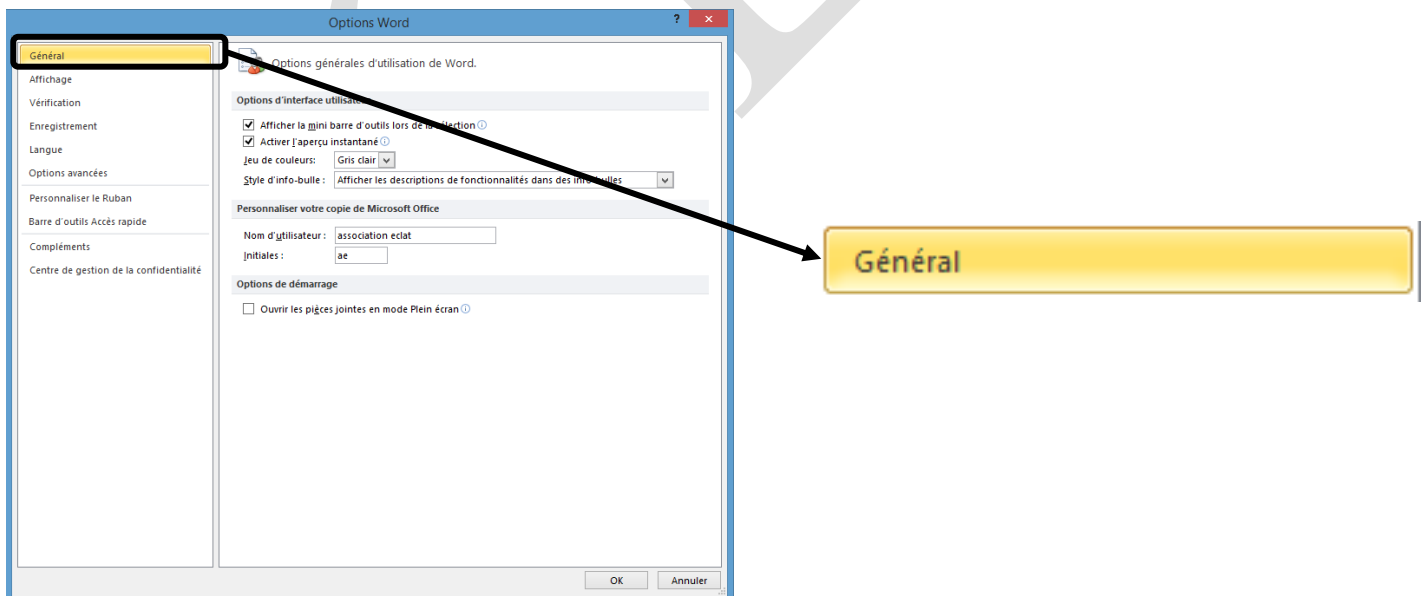 Options Word
?
Général
Affichage
Vérification
Enregistrement
Langue
Options avancées
Personnaliser le Ruban
Barre d'outils Accès rapide
Compléments
Centre de gestion de la confidentialité
Options générales d'utilisation de Word.
Options d'interface utilisateur
Afficher la mini barre d'outils lors de la sélection
Activer l'aperçu instantané
Jeu de couleurs: Gris clair
Style d'info-bulle : Afficher les descriptions de fonctionnalités dans des info-bulles
Personnaliser votre copie de Microsoft Office
Nom d'utilisateur : association eclat
Initiales : ae
Options de démarrage
Ouvrir les pièces jointes en mode Plein écran
OK Annuler
Général